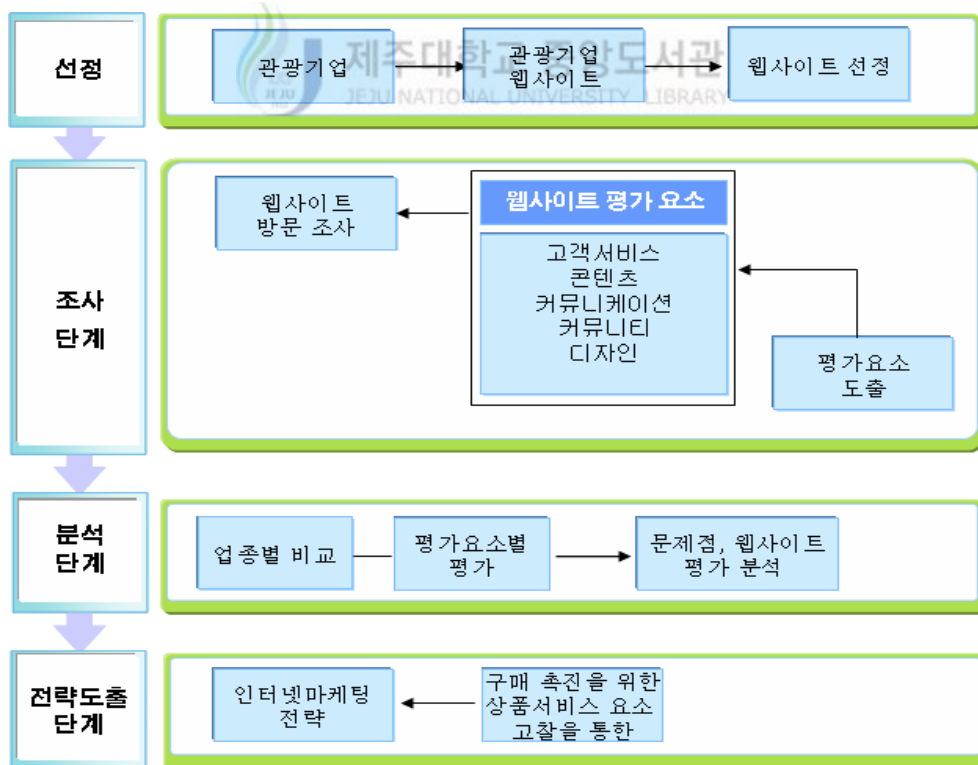 선정
관광기업
관광기업
웹사이트
웹사이트 선정
제주대학교 중앙도서관
JEJU NATIONAL UNIVERSITY LIBRARY
JEJU
조사
단계
웹사이트
방문 조사
웹사이트 평가 요소
고객서비스
콘텐츠
커뮤니케이션
커뮤니티
디자인
평가요소
도출
분석
단계
업종별 비교
평가요소별
평가
문제점, 웹사이트
평가 분석
전략도출
단계
인터넷마케팅
전략
구매 촉진을 위한
상품서비스 요소
고찰을 통한